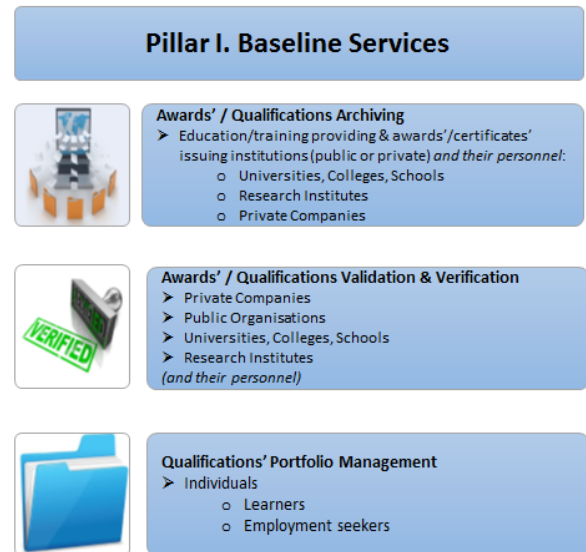 Pillar I. Baseline Services
Awards' / Qualifications Archiving
➢ Education/training providing & awards'/certificates'
issuing institutions (public or private) and their personnel:
o Universities, Colleges, Schools
o Research Institutes
o Private Companies
VERIFIED
Awards' / Qualifications Validation & Verification
➢ Private Companies
➢ Public Organisations
➢ Universities, Colleges, Schools
➢ Research Institutes
(and their personnel)
Qualifications' Portfolio Management
➢ Individuals
o Learners
o Employment seekers